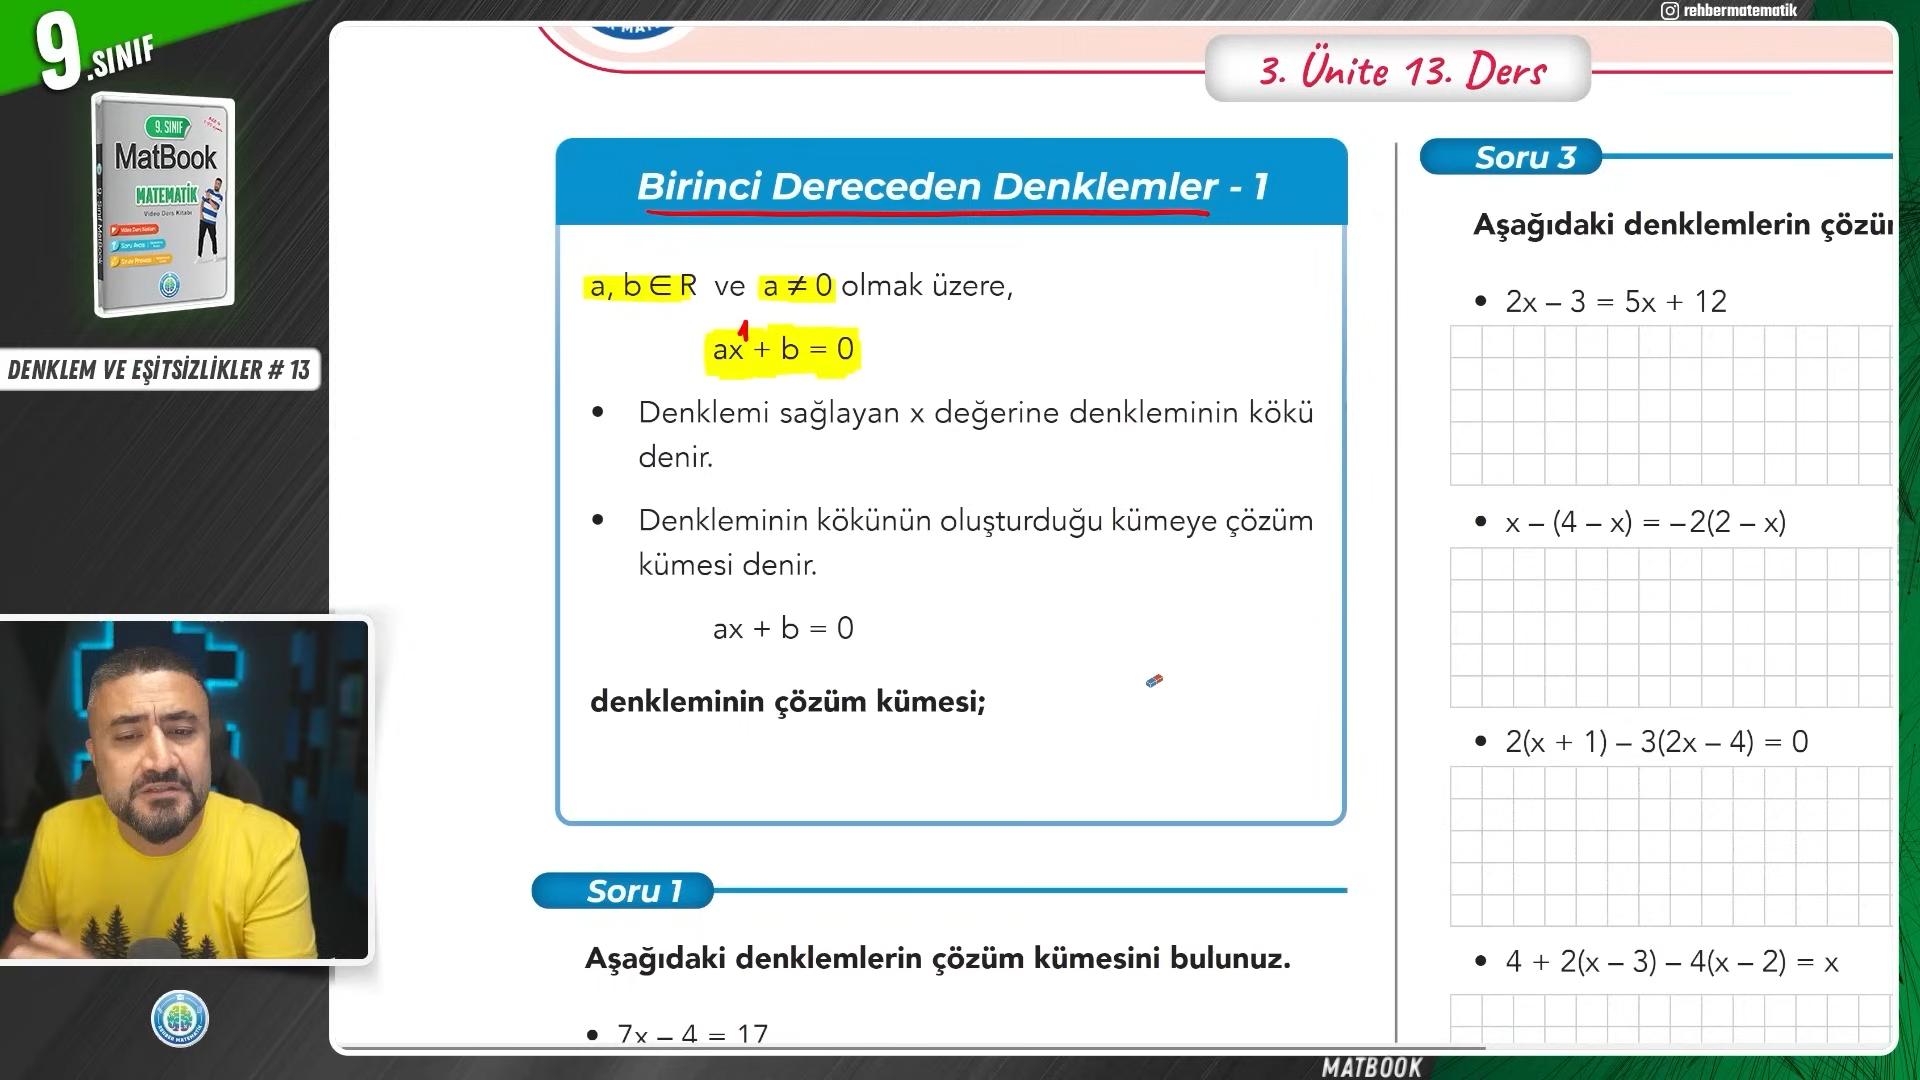 rehbermatematik
9.SINIF
9. SINIF
MatBook
MATEMATİK
Video Ders Kitabı
DENKLEM VE EŞİTSİZLİKLER # 13
3. Ünite 13. Ders
Birinci Dereceden Denklemler - 1
a, b ∈ R ve a ≠ 0 olmak üzere,
ax¹ + b = 0
• Denklemi sağlayan x değerine denkleminin kökü
denir.
• Denkleminin kökünün oluşturduğu kümeye çözüm
kümesi denir.
ax + b = 0
denkleminin çözüm kümesi;
Soru 1
Aşağıdaki denklemlerin çözüm kümesini bulunuz.
• 7x – 4 = 17
Soru 3
Aşağıdaki denklemlerin çözü
• 2x – 3 = 5x + 12
• x – (4 – x) = –2(2 – x)
• 2(x + 1) – 3(2x – 4) = 0
• 4 + 2(x – 3) – 4(x – 2) = x
MATBOOK